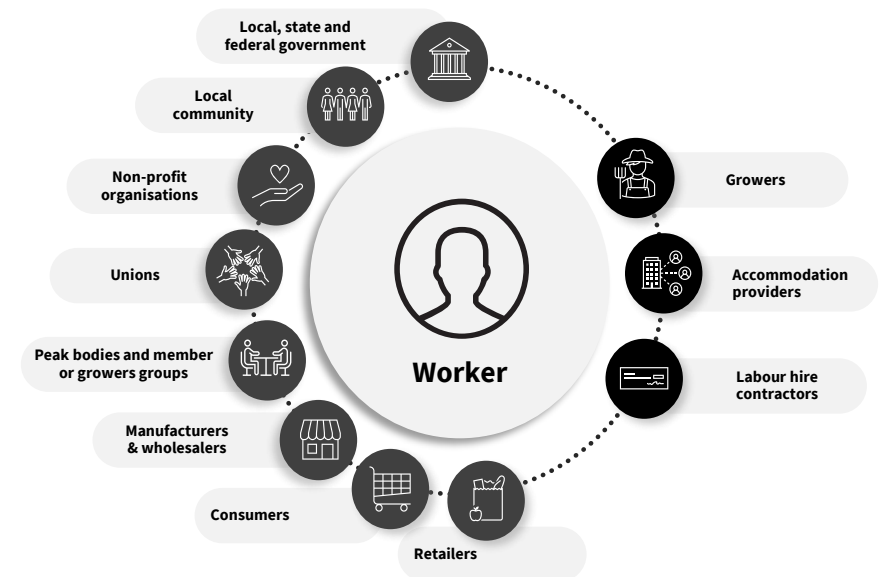 Local, state and
federal government
Local
community
Non-profit
organisations
Unions
Peak bodies and member
or growers groups
Manufacturers
& wholesalers
Consumers
Retailers
Growers
Accommodation
providers
Labour hire
contractors
Worker